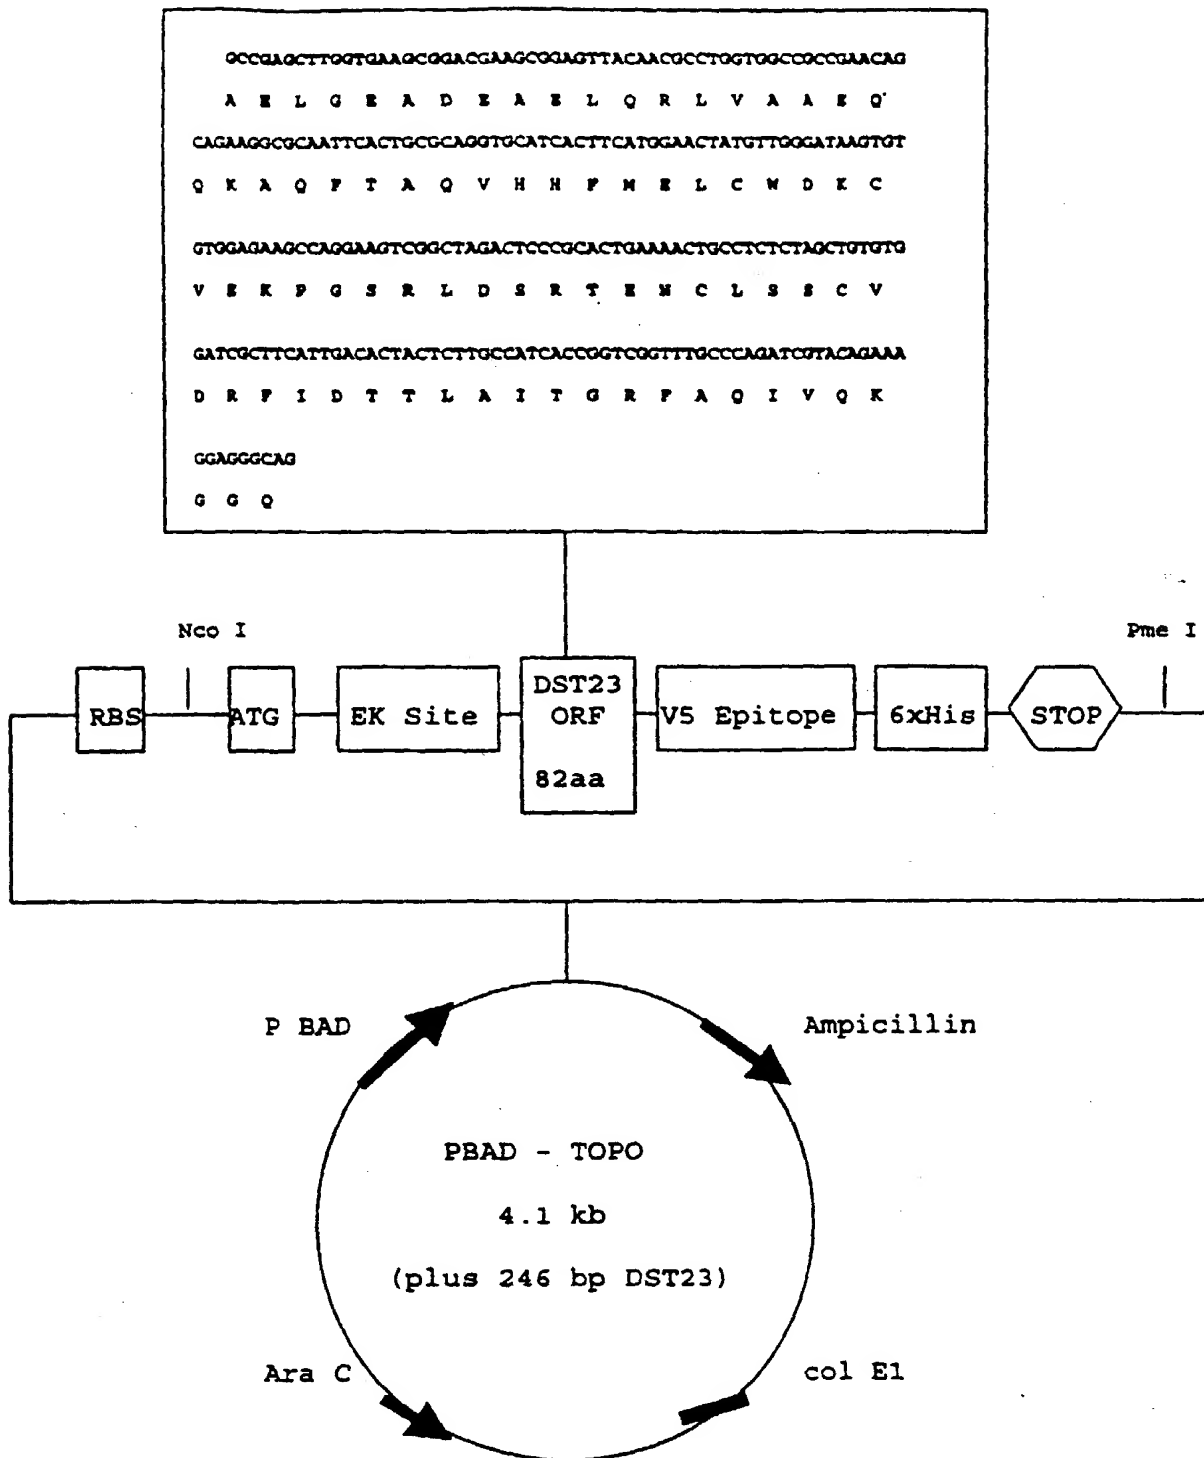 GCCGAGCTTGGTGAAGCGGACGAAGCGGAGTTACAACGCCTGGTGGCCGCCGAACAG
A E L G E A D E A E L Q R L V A A E Q
CAGAAGGCGCAATTCACTGCGCAGGTGCATCACTTCATGGAACTATGTTGGGATAAGTGT
Q K A Q F T A Q V H H F M E L C W D K C
GTGGAGAAGCCAGGAAGTCGGCTAGACTCCCGCACTGAAAACTGCCTCTCTAGCTGTGTG
V E K P G S R L D S R T E N C L S S C V
GATCGCTTCATTGACACTACTCTTGCCATCACCGGTCGGTTTGCCCAGATCGTACAGAAA
D R F I D T T L A I T G R F A Q I V Q K
GGAGGGCAG
G G Q
Nco I
Pme I
RBS ATG EK Site DST23 ORF 82aa V5 Epitope 6xHis STOP
P BAD
Ampicillin
PBAD - TOPO
4.1 kb
(plus 246 bp DST23)
Ara C
col E1